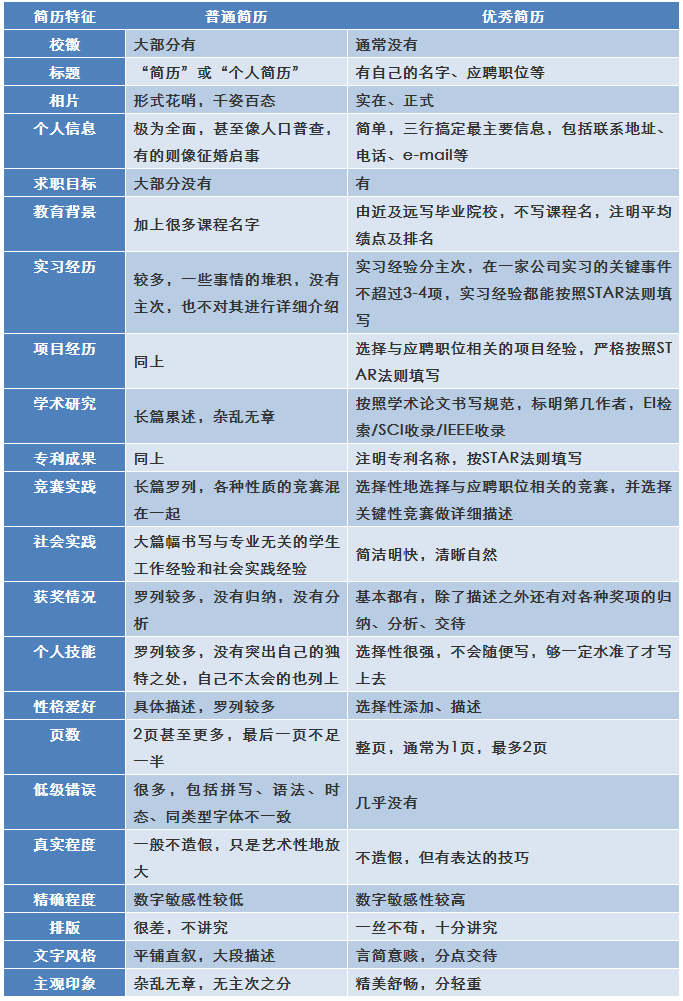 简历特征 普通简历 优秀简历
校徽 大部分有 通常没有
标题 “简历”或“个人简历” 有自己的名字、应聘职位等
相片 形式花哨，千姿百态 实在、正式
个人信息 极为全面，甚至像人口普查， 简单，三行搞定最主要信息，包括联系地址、
有的则像征婚启事 电话、e-mail等
求职目标 大部分没有 有
教育背景 加上很多课程名字 由近及远写毕业院校，不写课程名，注明平均
绩点及排名
实习经历 较多，一些事情的堆积，没有 实习经验分主次，在一家公司实习的关键事件
主次，也不对其进行详细介绍 不超过3-4项，实习经验都能按照STAR法则填
写
项目经历 同上 选择与应聘职位相关的项目经验，严格按照ST
AR法则填写
学术研究 长篇累述，杂乱无章 按照学术论文书写规范，标明第几作者，EI检
索/SCI收录/IEEE收录
专利成果 同上 注明专利名称，按STAR法则填写
竞赛实践 长篇罗列，各种性质的竞赛混 选择性地选择与应聘职位相关的竞赛，并选择
在一起 关键性竞赛做详细描述
社会实践 大篇幅书写与专业无关的学生 简洁明快，清晰自然
工作经验和社会实践经验
获奖情况 罗列较多，没有归纳，没有分 基本都有，除了描述之外还有对各种奖项的归
析 纳、分析、交待
个人技能 罗列较多，没有突出自己的独 选择性很强，不会随便写，够一定水准了才写
特之处，自己不太会的也列上 上去
性格爱好 具体描述，罗列较多 选择性添加、描述
页数 2页甚至更多，最后一页不足 整页，通常为1页，最多2页
一半
低级错误 很多，包括拼写、语法、时 几乎没有
态、同类型字体不一致
真实程度 一般不造假，只是艺术性地放 不造假，但有表达的技巧
大
精确程度 数字敏感性较低 数字敏感性较高
排版 很差，不讲究 一丝不苟，十分讲究
文字风格 平铺直叙，大段描述 言简意赅，分点交待
主观印象 杂乱无章，无主次之分 精美舒畅，分轻重